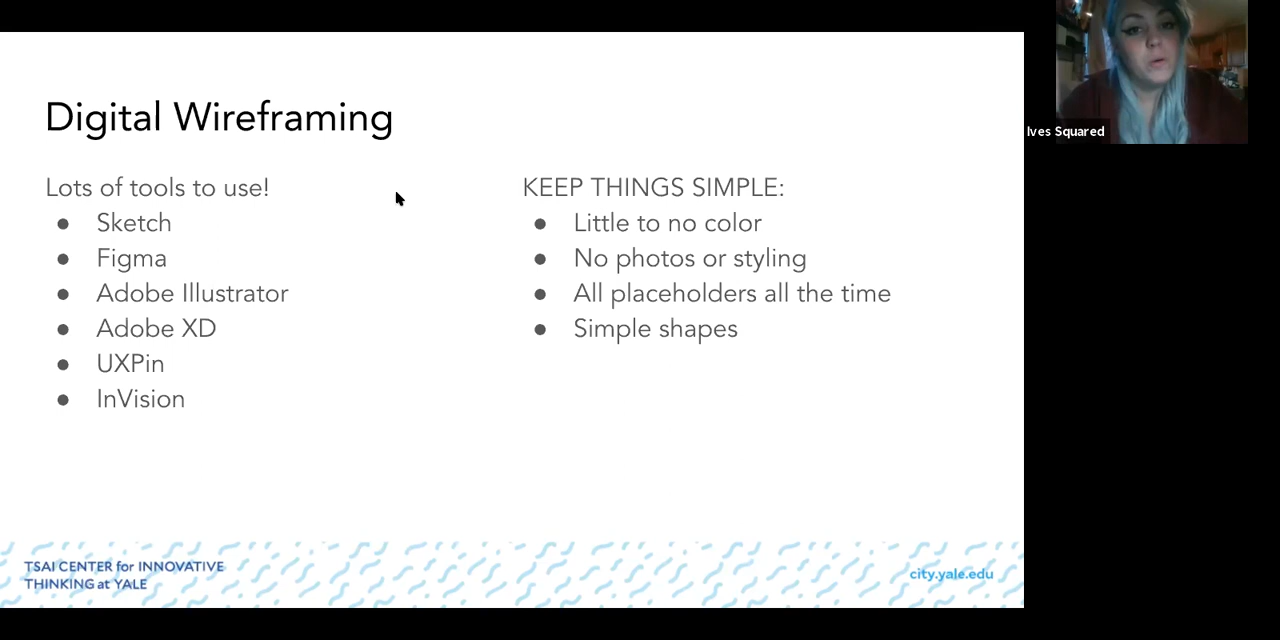 Digital Wireframing
Lots of tools to use!
● Sketch
● Figma
● Adobe Illustrator
● Adobe XD
● UXPin
● InVision
KEEP THINGS SIMPLE:
● Little to no color
● No photos or styling
● All placeholders all the time
● Simple shapes
TSAI CENTER for INNOVATIVE
THINKING at YALE
city.yale.edu
Ives Squared